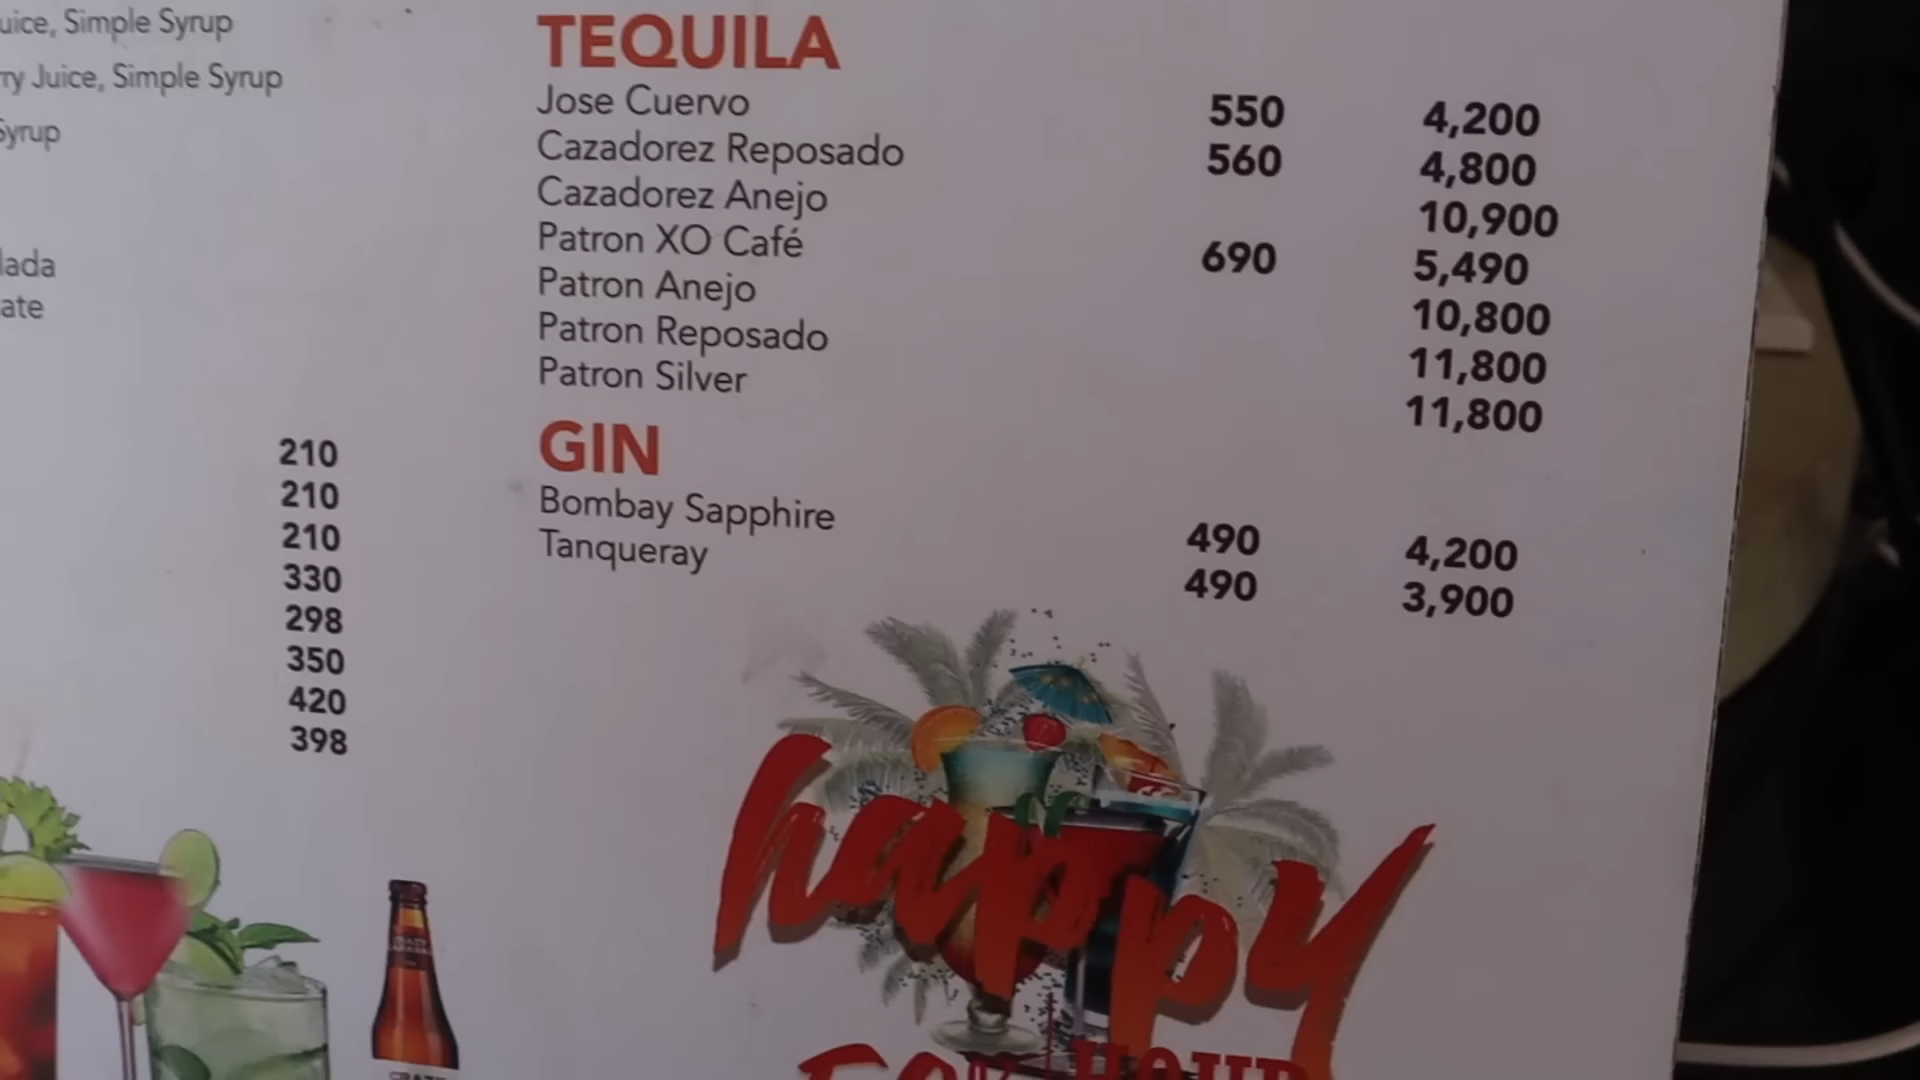 uice, Simple Syrup
ry Juice, Simple Syrup
Syrup
lada
ate
210
210
210
330
298
350
420
398
TEQUILA
Jose Cuervo 550 4,200
Cazadorez Reposado 560 4,800
Cazadorez Anejo 10,900
Patron XO Café 690 5,490
Patron Anejo 10,800
Patron Reposado 11,800
Patron Silver 11,800
GIN
Bombay Sapphire 490 4,200
Tanqueray 490 3,900
happy
50% HOUR